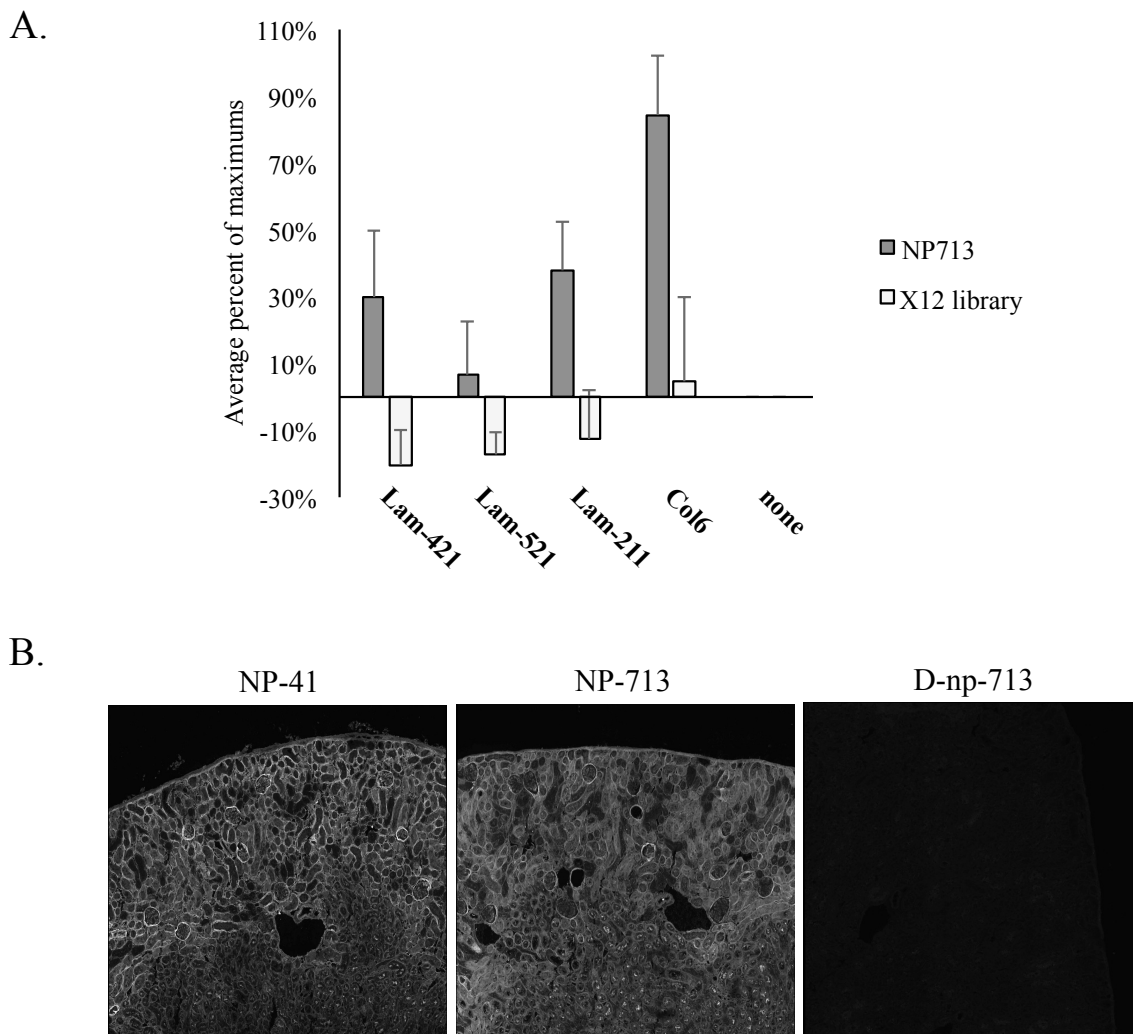 A.
110%
90%
70%
50%
30%
10%
-10%
-30%
Average percent of maximums
Lam-421
Lam-521
Lam-211
Col6
none
NP713
X12 library
B.
NP-41
NP-713
D-np-713